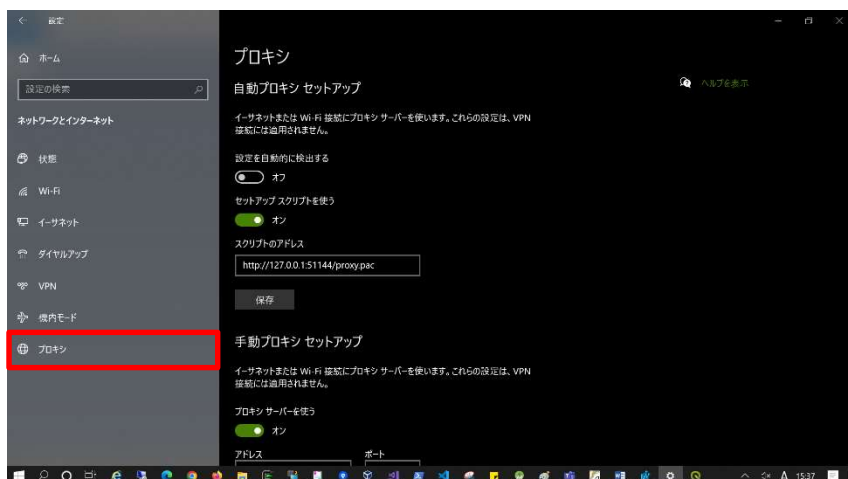 設定
ホーム
設定の検索
ネットワークとインターネット
状態
Wi-Fi
イーサネット
ダイヤルアップ
VPN
機内モード
プロキシ
プロキシ
自動プロキシ セットアップ
イーサネットまたは Wi-Fi 接続にプロキシ サーバーを使います。これらの設定は、VPN
接続には適用されません。
設定を自動的に検出する
オフ
セットアップ スクリプトを使う
オン
スクリプトのアドレス
http://127.0.0.1:51144/proxy.pac
保存
手動プロキシ セットアップ
イーサネットまたは Wi-Fi 接続にプロキシ サーバーを使います。これらの設定は、VPN
接続には適用されません。
プロキシ サーバーを使う
オン
アドレス
ポート
ヘルプを表示
A
15:37